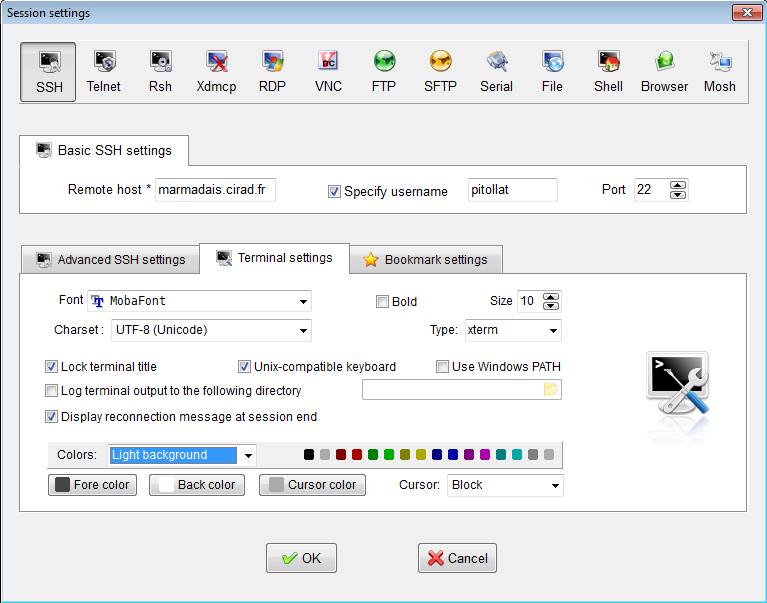 Session settings
SSH Telnet Rsh Xdmcp RDP VNC FTP SFTP Serial File Shell Browser Mosh
Basic SSH settings
Remote host * marmadais.cirad.fr Specify username pitollat Port 22
Advanced SSH settings Terminal settings Bookmark settings
Font MobaFont Bold Size 10
Charset : UTF-8 (Unicode) Type: xterm
Lock terminal title Unix-compatible keyboard Use Windows PATH
Log terminal output to the following directory
Display reconnection message at session end
Colors: Light background
Fore color Back color Cursor color Cursor: Block
OK Cancel